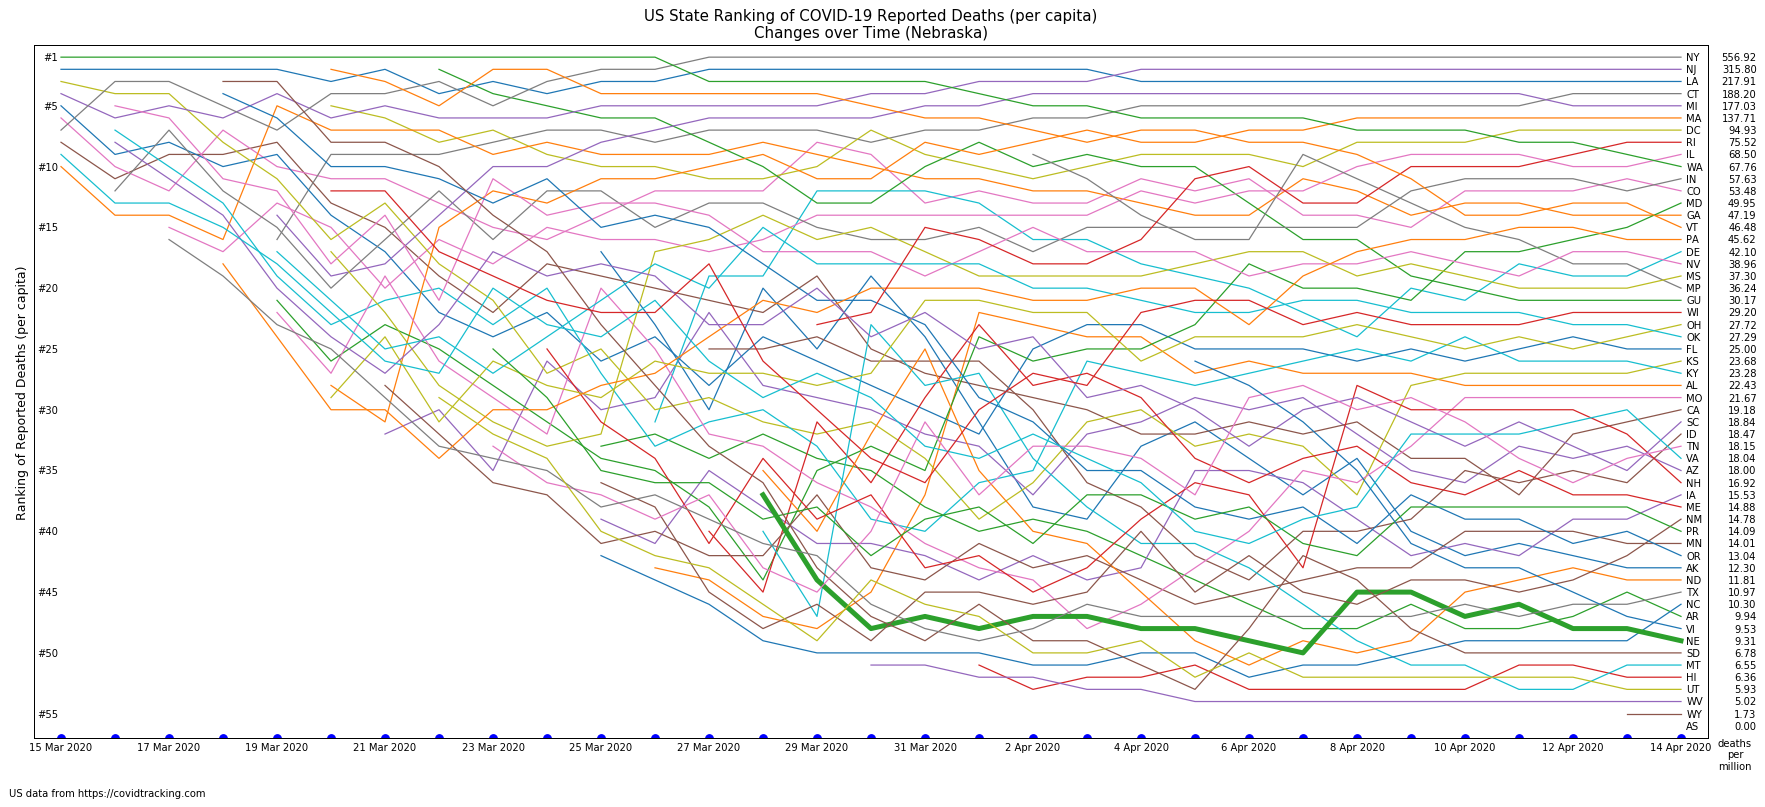 US State Ranking of COVID-19 Reported Deaths (per capita)
Changes over Time (Nebraska)
Ranking of Reported Deaths (per capita)
#1
#5
#10
#15
#20
#25
#30
#35
#40
#45
#50
#55
NY 556.92
NJ 315.80
LA 217.91
CT 188.20
MI 177.03
MA 137.71
DC 94.93
RI 75.52
IL 68.50
WA 67.76
IN 57.63
CO 53.48
MD 49.95
GA 47.19
VT 46.48
PA 45.62
DE 42.10
NV 38.96
MS 37.30
MP 36.24
GU 30.17
WI 29.20
OH 27.72
OK 27.29
FL 25.00
KS 23.68
KY 23.28
AL 22.43
MO 21.67
CA 19.18
SC 18.84
ID 18.47
TN 18.15
VA 18.04
AZ 18.00
NH 16.92
IA 15.53
ME 14.88
NM 14.78
PR 14.09
MN 14.01
OR 13.04
AK 12.30
ND 11.81
TX 10.97
NC 10.30
AR 9.94
VI 9.53
NE 9.31
SD 6.78
MT 6.55
HI 6.36
UT 5.93
WV 5.02
WY 1.73
AS 0.00
15 Mar 2020 17 Mar 2020 19 Mar 2020 21 Mar 2020 23 Mar 2020 25 Mar 2020 27 Mar 2020 29 Mar 2020 31 Mar 2020 2 Apr 2020 4 Apr 2020 6 Apr 2020 8 Apr 2020 10 Apr 2020 12 Apr 2020 14 Apr 2020
deaths
per
million
US data from https://covidtracking.com